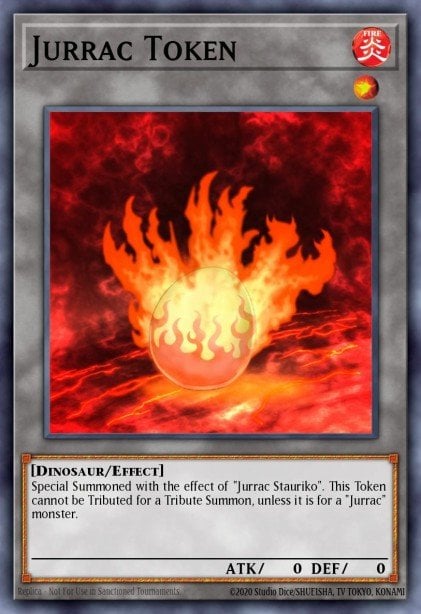 Jurrac Token
FIRE
炎
[Dinosaur/Effect]
Special Summoned with the effect of "Jurrac Stauriko". This Token
cannot be Tributed for a Tribute Summon, unless it is for a "Jurrac"
monster.
ATK/ 0 DEF/ 0
Replica - Not For Use in Sanctioned Tournaments. ©2020 Studio Dice/SHUEISHA, TV TOKYO, KONAMI